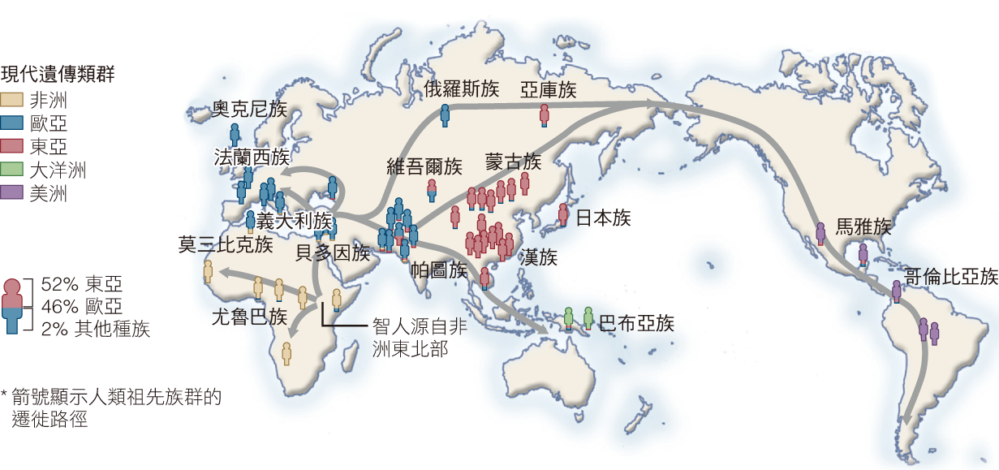 現代遺傳類群
非洲
歐亞
東亞
大洋洲
美洲
奧克尼族
法蘭西族
義大利族
莫三比克族
貝多因族
尤魯巴族
俄羅斯族
亞庫族
維吾爾族
蒙古族
日本族
漢族
帕圖族
巴布亞族
馬雅族
哥倫比亞族
智人源自非
洲東北部
52% 東亞
46% 歐亞
2% 其他種族
* 箭號顯示人類祖先族群的
遷徙路徑